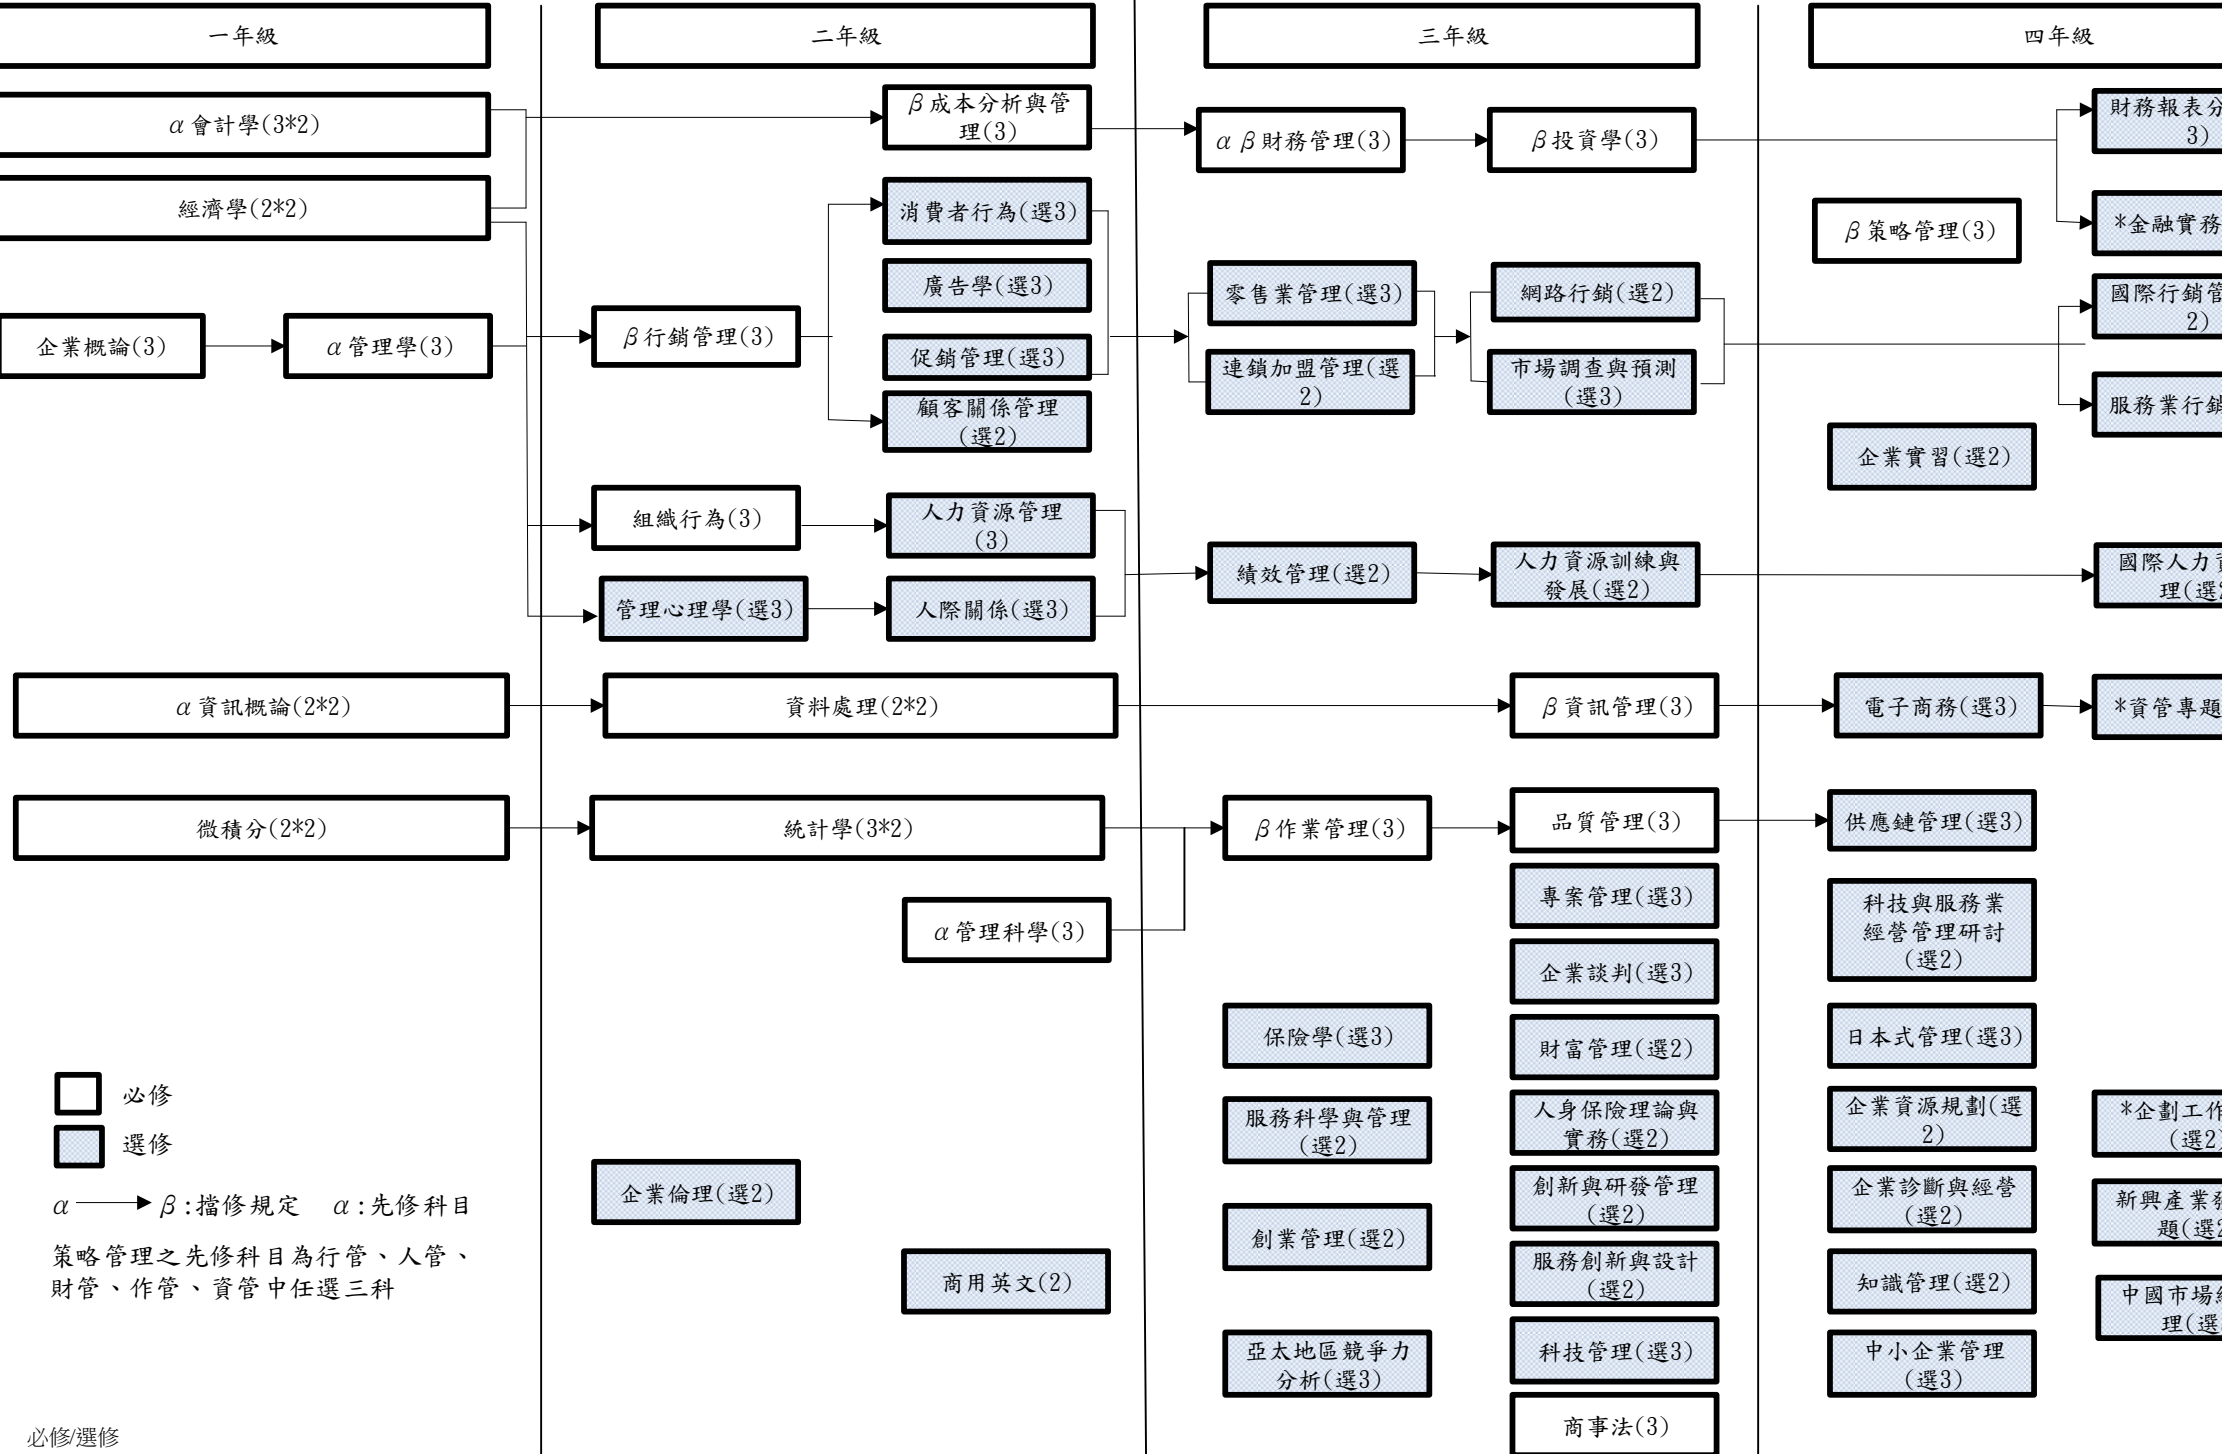 一年級
二年級
三年級
四年級
α會計學(3*2)
經濟學(2*2)
企業概論(3)
α管理學(3)
α資訊概論(2*2)
微積分(2*2)
β成本分析與管
理(3)
消費者行為(選3)
廣告學(選3)
β行銷管理(3)
促銷管理(選3)
顧客關係管理
(選2)
組織行為(3)
人力資源管理
(3)
管理心理學(選3)
人際關係(選3)
資料處理(2*2)
統計學(3*2)
α管理科學(3)
企業倫理(選2)
商用英文(2)
αβ財務管理(3)
β投資學(3)
零售業管理(選3)
網路行銷(選2)
連鎖加盟管理(選
2)
市場調查與預測
(選3)
績效管理(選2)
人力資源訓練與
發展(選2)
β資訊管理(3)
β作業管理(3)
品質管理(3)
專案管理(選3)
企業談判(選3)
保險學(選3)
財富管理(選2)
服務科學與管理
(選2)
人身保險理論與
實務(選2)
創新與研發管理
(選2)
創業管理(選2)
服務創新與設計
(選2)
亞太地區競爭力
分析(選3)
科技管理(選3)
商事法(3)
財務報表分
3)
β策略管理(3)
*金融實務
國際行銷管
2)
服務業行銷
企業實習(選2)
國際人力資
理(選2
電子商務(選3)
*資管專題
供應鏈管理(選3)
科技與服務業
經營管理研討
(選2)
日本式管理(選3)
企業資源規劃(選
2)
*企劃工作
(選2)
企業診斷與經營
(選2)
新興產業發
題(選2
知識管理(選2)
中國市場經
理(選
中小企業管理
(選3)
必修
選修
α β:擋修規定 α:先修科目
策略管理之先修科目為行管、人管、
財管、作管、資管中任選三科
必修/選修